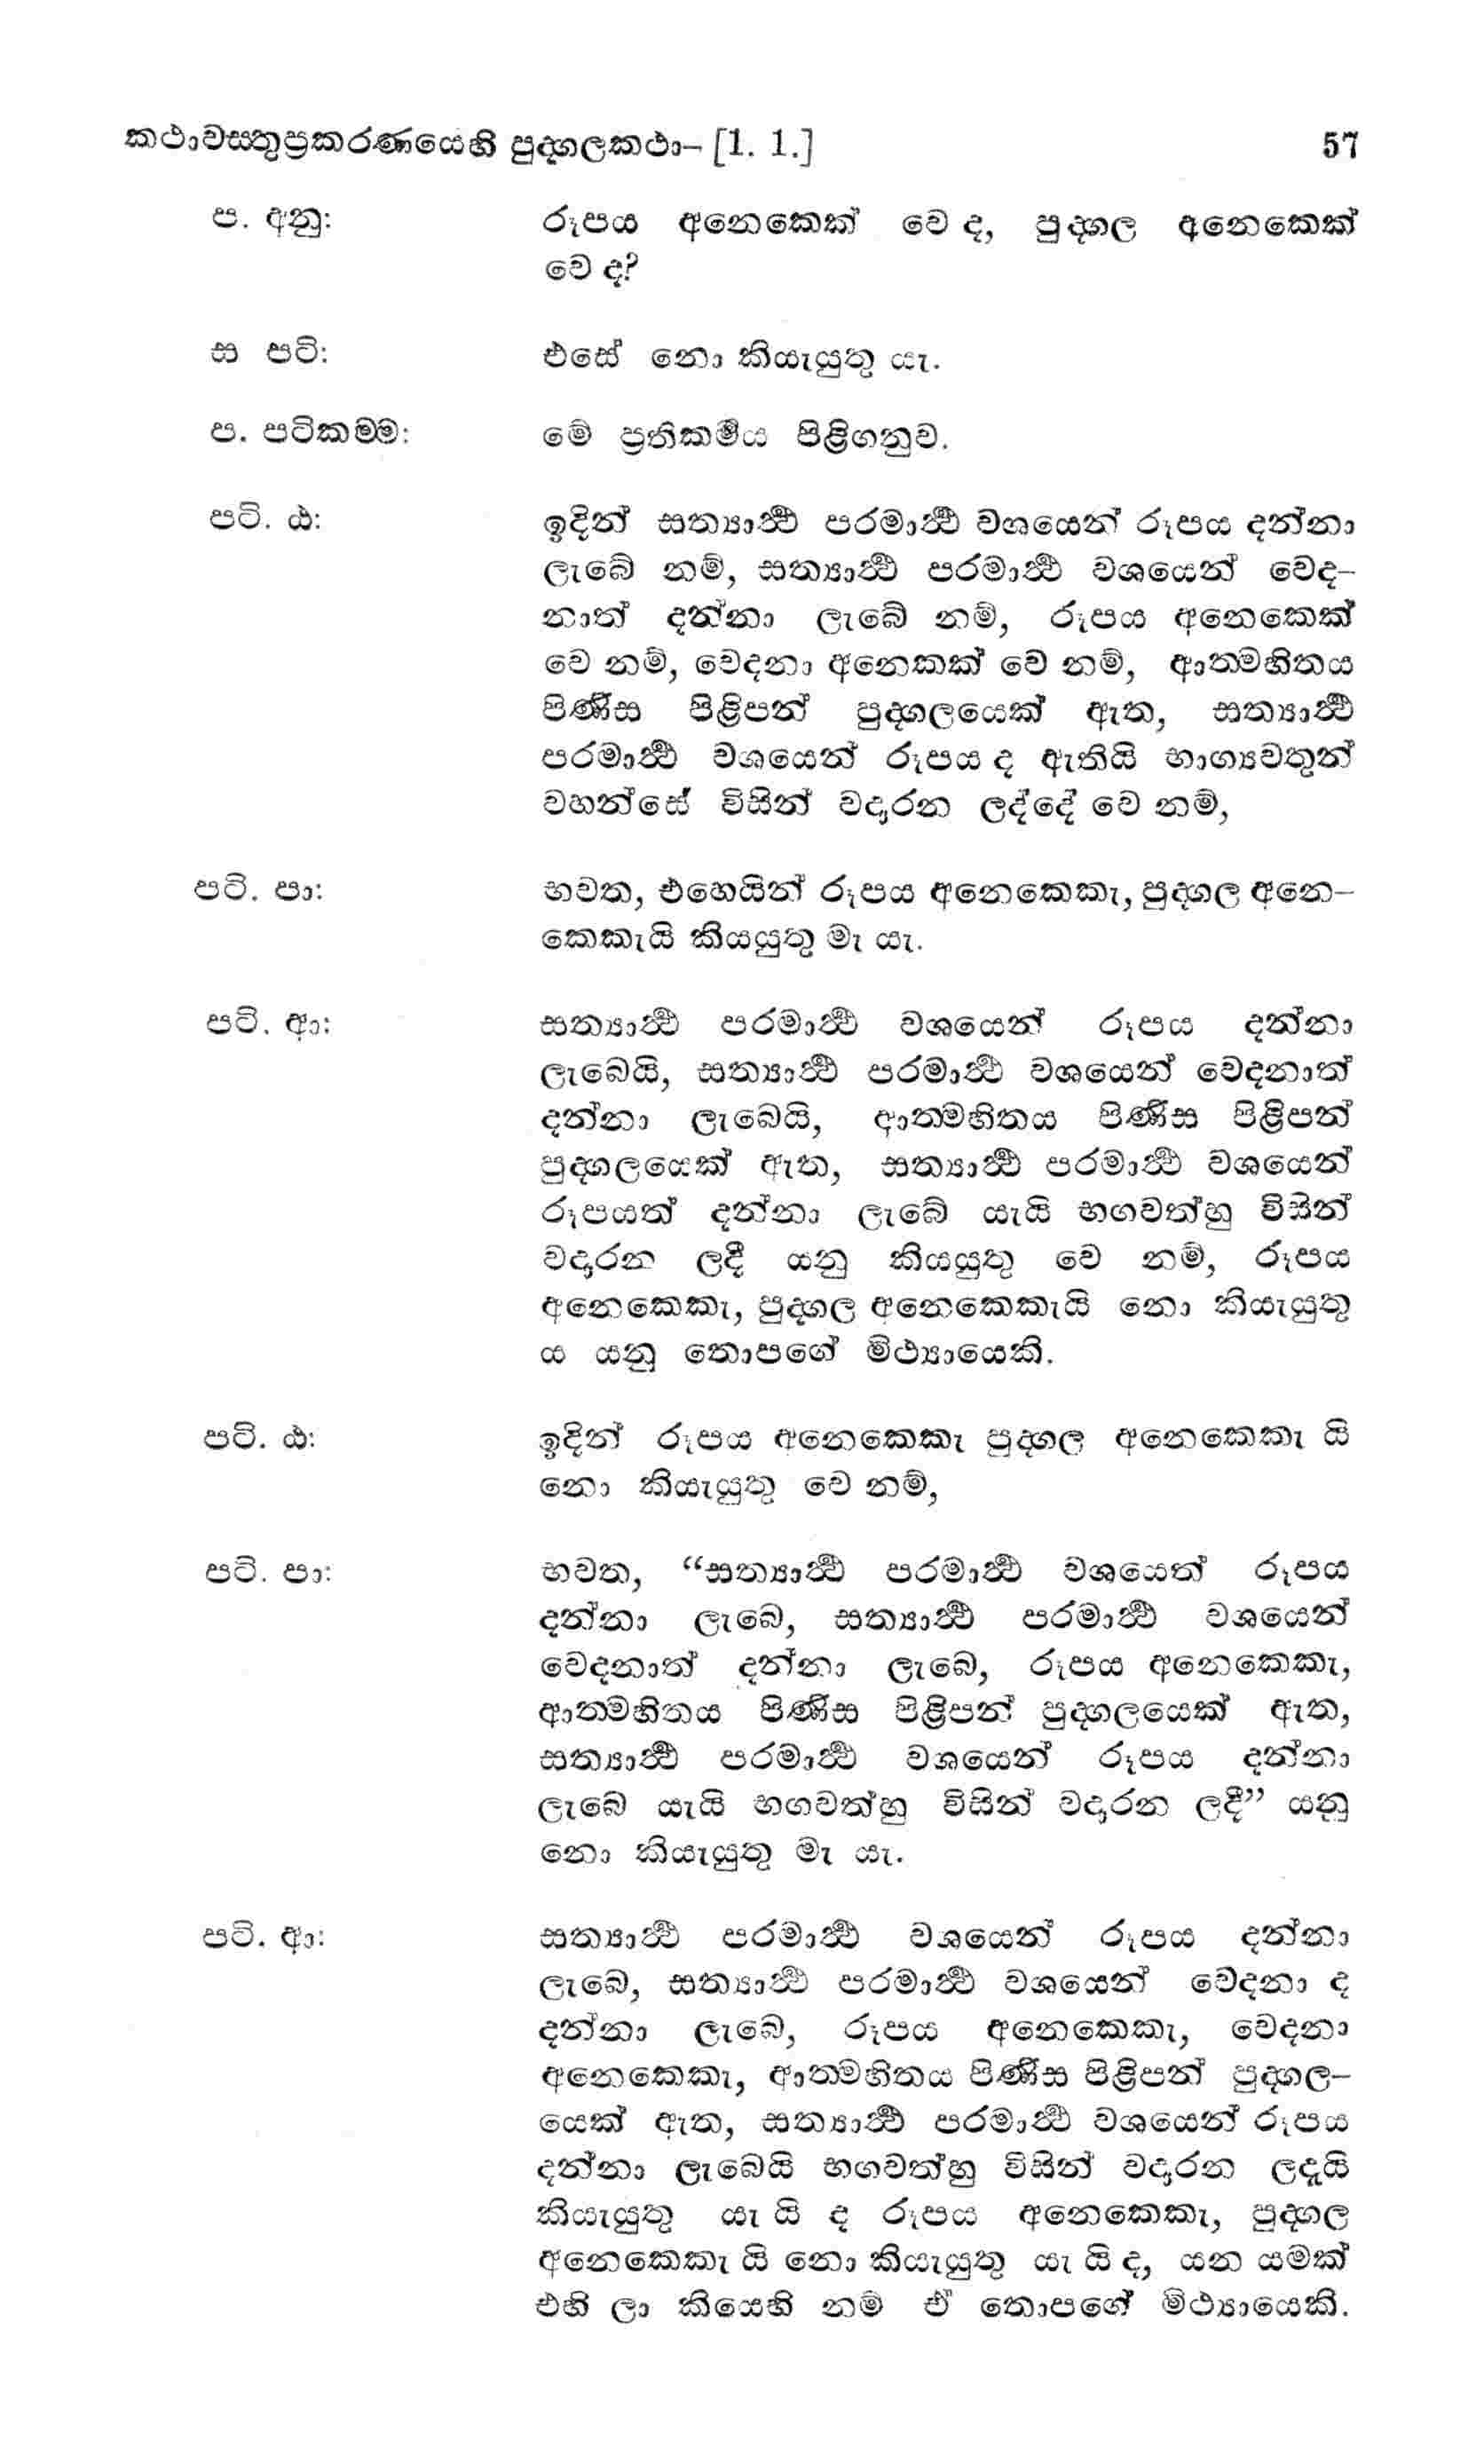 කථාවස්තුප්‍රකරණයෙහි පුද්ගලකථා- [1. 1.] 57
ප. අනු: රූපය අනෙකෙක් වෙ ද, පුද්ගල අනෙකෙක්
වෙ ද?
ස පටි: එසේ නො කියැයුතු යැ.
ප. පටිකම්ම: මේ ප්‍රතිකර්මය පිළිගනුව.
පටි. ඨ: ඉදින් සත්‍යාර්ථ පරමාර්ථ වශයෙන් රූපය දන්නා
ලැබේ නම්, සත්‍යාර්ථ පරමාර්ථ වශයෙන් වෙද-
නාත් දන්නා ලැබේ නම්, රූපය අනෙකෙක්
වෙ නම්, වෙදනා අනෙකක් වෙ නම්, ආත්මහිතය
පිණිස පිළිපන් පුද්ගලයෙක් ඇත, සත්‍යාර්ථ
පරමාර්ථ වශයෙන් රූපය ද ඇතියි භාග්‍යවතුන්
වහන්සේ විසින් වදාරන ලද්දේ වෙ නම්,
පටි. පා: භවත, එහෙයින් රූපය අනෙකෙකැ, පුද්ගල අනෙ-
කෙකැයි කියයුතු මැ යැ.
පටි. ආ: සත්‍යාර්ථ පරමාර්ථ වශයෙන් රූපය දන්නා
ලැබෙයි, සත්‍යාර්ථ පරමාර්ථ වශයෙන් වෙදනාත්
දන්නා ලැබෙයි, ආත්මහිතය පිණිස පිළිපන්
පුද්ගලයෙක් ඇත, සත්‍යාර්ථ පරමාර්ථ වශයෙන්
රූපයත් දන්නා ලැබේ යැයි භගවත්හු විසින්
වදාරන ලදී යනු කියයුතු වෙ නම්, රූපය
අනෙකෙකැ, පුද්ගල අනෙකෙකැයි නො කියැයුතු
ය යනු තොපගේ මිථ්‍යායෙකි.
පටි. ඨ: ඉදින් රූපය අනෙකෙකැ පුද්ගල අනෙකෙකැ යි
නො කියැයුතු වෙ නම්,
පටි. පා: භවත, “සත්‍යාර්ථ පරමාර්ථ වශයෙන් රූපය
දන්නා ලැබෙ, සත්‍යාර්ථ පරමාර්ථ වශයෙන්
වෙදනාත් දන්නා ලැබෙ, රූපය අනෙකෙකැ,
ආත්මහිතය පිණිස පිළිපන් පුද්ගලයෙක් ඇත,
සත්‍යාර්ථ පරමාර්ථ වශයෙන් රූපය දන්නා
ලැබෙ යැයි භගවත්හු විසින් වදාරන ලදී” යනු
නො කියැයුතු මැ යැ.
පටි. ආ: සත්‍යාර්ථ පරමාර්ථ වශයෙන් රූපය දන්නා
ලැබෙ, සත්‍යාර්ථ පරමාර්ථ වශයෙන් වේදනා ද
දන්නා ලැබෙ, රූපය අනෙකෙකැ, වෙදනා
අනෙකෙකැ, ආත්මහිතය පිණිස පිළිපන් පුද්ගල-
යෙක් ඇත, සත්‍යාර්ථ පරමාර්ථ වශයෙන් රූපය
දන්නා ලැබෙයි භගවත්හු විසින් වදාරන ලදැයි
කියැයුතු යැ යි ද රූපය අනෙකෙකැ, පුද්ගල
අනෙකෙකැ යි නො කියැයුතු යැ යි ද, යන යමක්
එහි ලා කියෙහි නම් ඒ තොපගේ මිථ්‍යායෙකි.